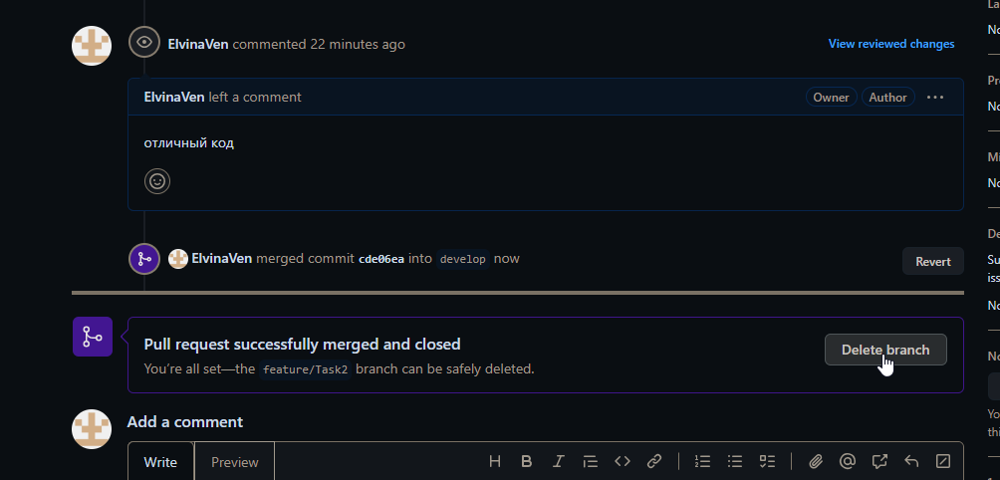 La
ElvinaVen commented 22 minutes ago
View reviewed changes
No
ElvinaVen left a comment
Owner
Author
Pr
No
отличный код
Mi
No
De
ElvinaVen merged commit cde06ea into develop now
Revert
Su
iss
No
Pull request successfully merged and closed
Delete branch
You're all set—the feature/Task2 branch can be safely deleted.
No
Yo
thi
Add a comment
Write
Preview